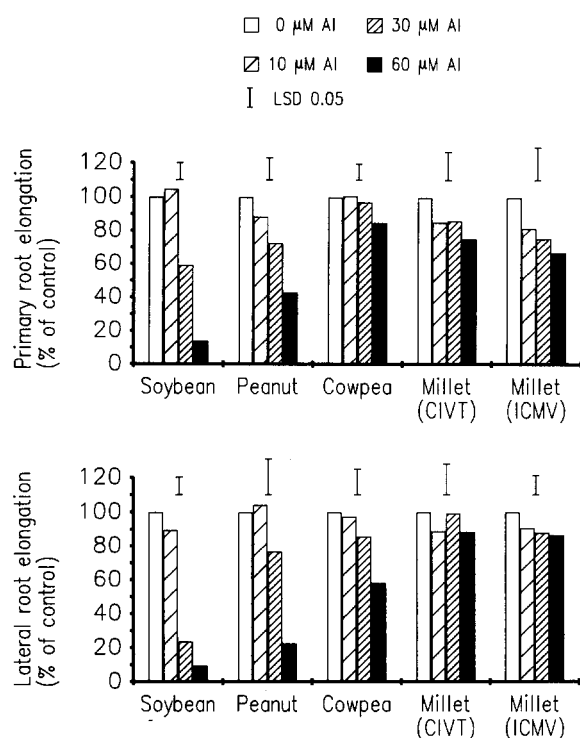 0 μM Al
30 μM Al
10 μM Al
60 μM Al
LSD 0.05
Primary root elongation
(% of control)
120
100
80
60
40
20
0
Soybean
Peanut
Cowpea
Millet
(CIVT)
Millet
(ICMV)
Lateral root elongation
(% of control)
120
100
80
60
40
20
0
Soybean
Peanut
Cowpea
Millet
(CIVT)
Millet
(ICMV)